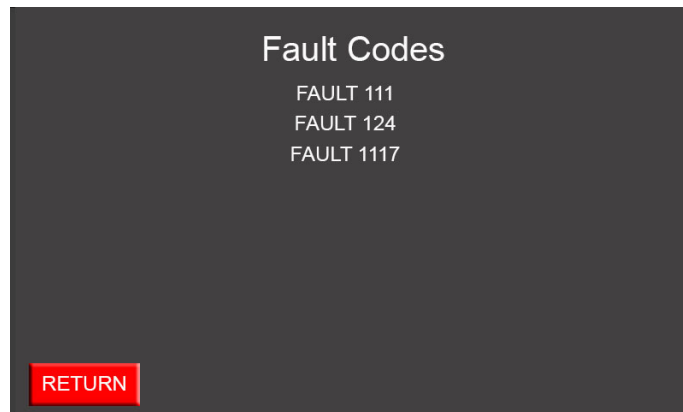 Fault Codes
FAULT 111
FAULT 124
FAULT 1117
RETURN